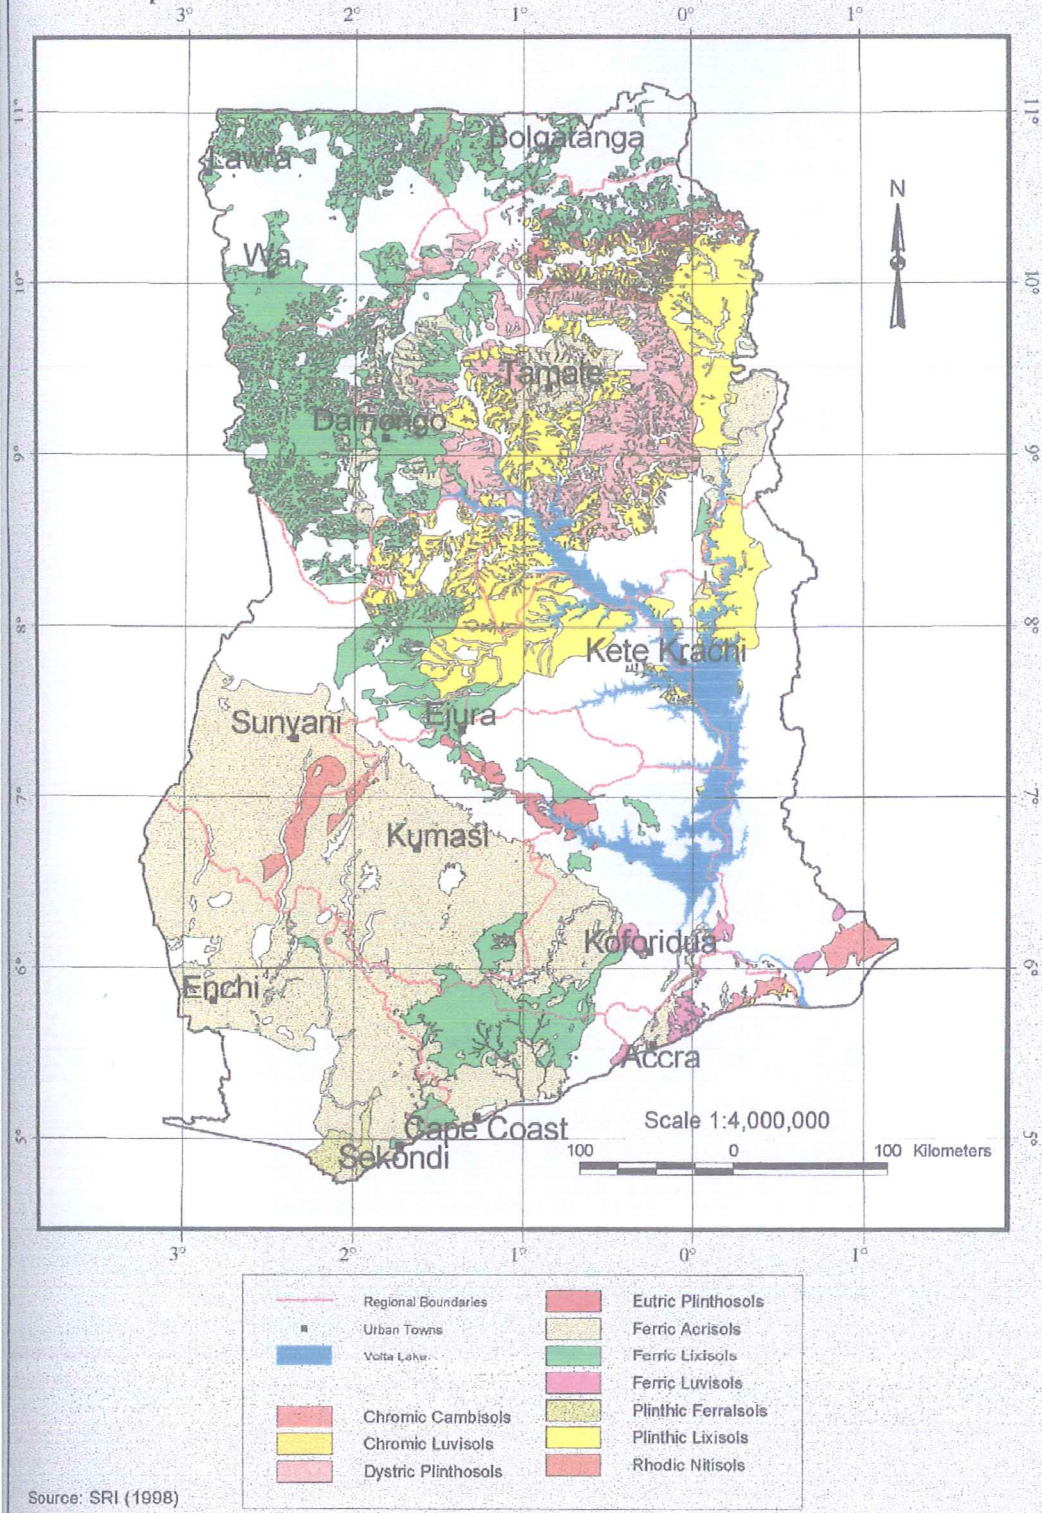 3° 2° 1° 0° 1°
11° 11°
Bolgatanga
Lawra
N
Wa
10° 10°
Tamale
Damongo
9° 9°
8° 8°
Kete Krachi
Ejura
Sunyani
7° 7°
Kumasi
Koforidua
6° 6°
Enchi
Accra
Scale 1:4,000,000
Cape Coast
5° 5°
100 0 100 Kilometers
Sekondi
3° 2° 1° 0° 1°
Regional Boundaries
Urban Towns
Volta Lake
Chromic Cambisols
Chromic Luvisols
Dystric Plinthosols
Eutric Plinthosols
Ferric Acrisols
Ferric Lixisols
Ferric Luvisols
Plinthic Ferralsols
Plinthic Lixisols
Rhodic Nitisols
Source: SRI (1998)